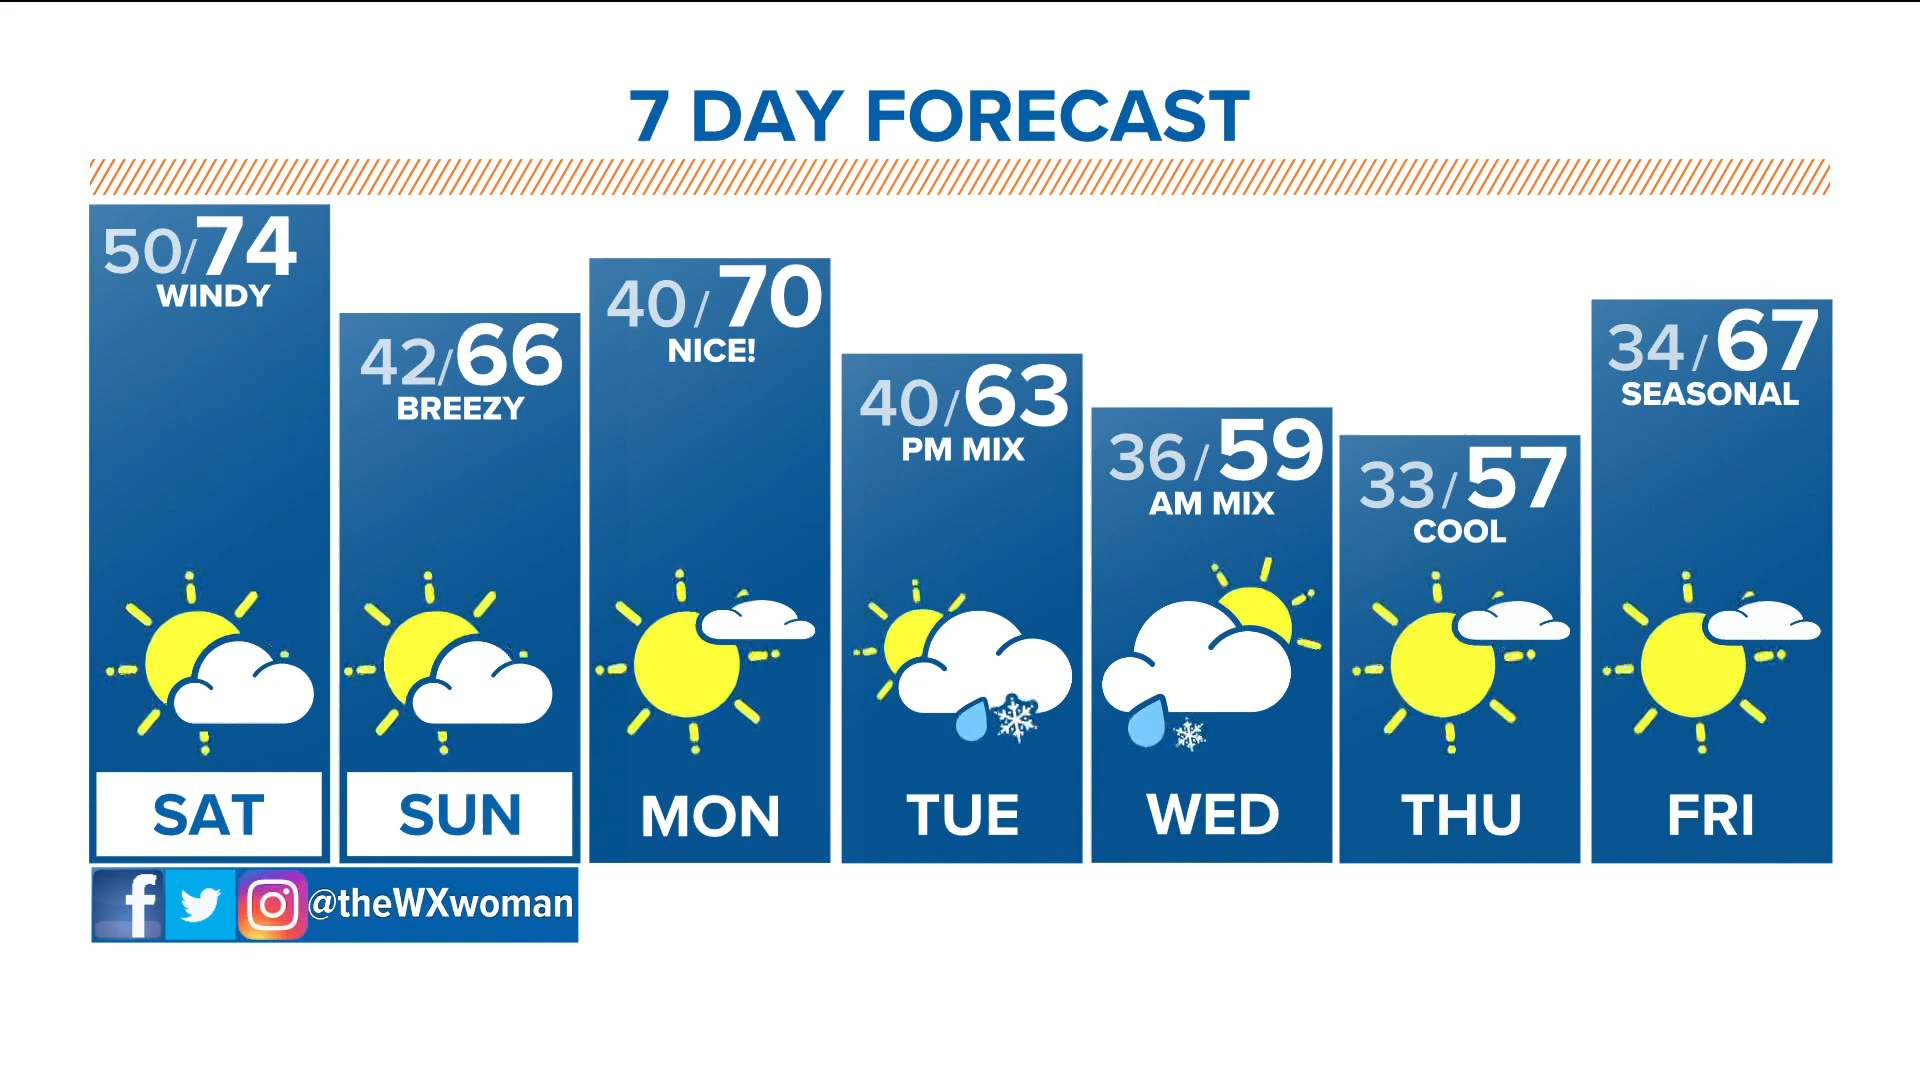 7 DAY FORECAST
50/74
WINDY
SAT
42/66
BREEZY
SUN
40/70
NICE!
MON
40/63
PM MIX
TUE
36/59
AM MIX
WED
33/57
COOL
THU
34/67
SEASONAL
FRI
f @theWXwoman